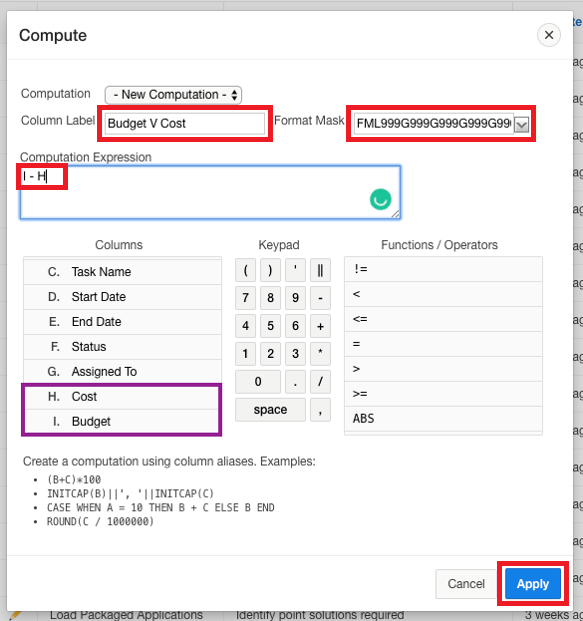 Compute
te
Computation - New Computation -
Column Label Budget V Cost Format Mask FML999G999G999G999G99
Computation Expression
I - H
Columns Keypad Functions / Operators
C. Task Name
D. Start Date
E. End Date
F. Status
G. Assigned To
H. Cost
I. Budget
( ) ' ||
7 8 9 -
4 5 6 +
1 2 3 *
0 . /
space ,
!=
<
<=
=
>
>=
ABS
Create a computation using column aliases. Examples:
• (B+C)*100
• INITCAP(B)||', '||INITCAP(C)
• CASE WHEN A = 10 THEN B + C ELSE B END
• ROUND(C / 1000000)
Cancel Apply
Load Packaged Applications Identify point solutions required 3 weeks ag